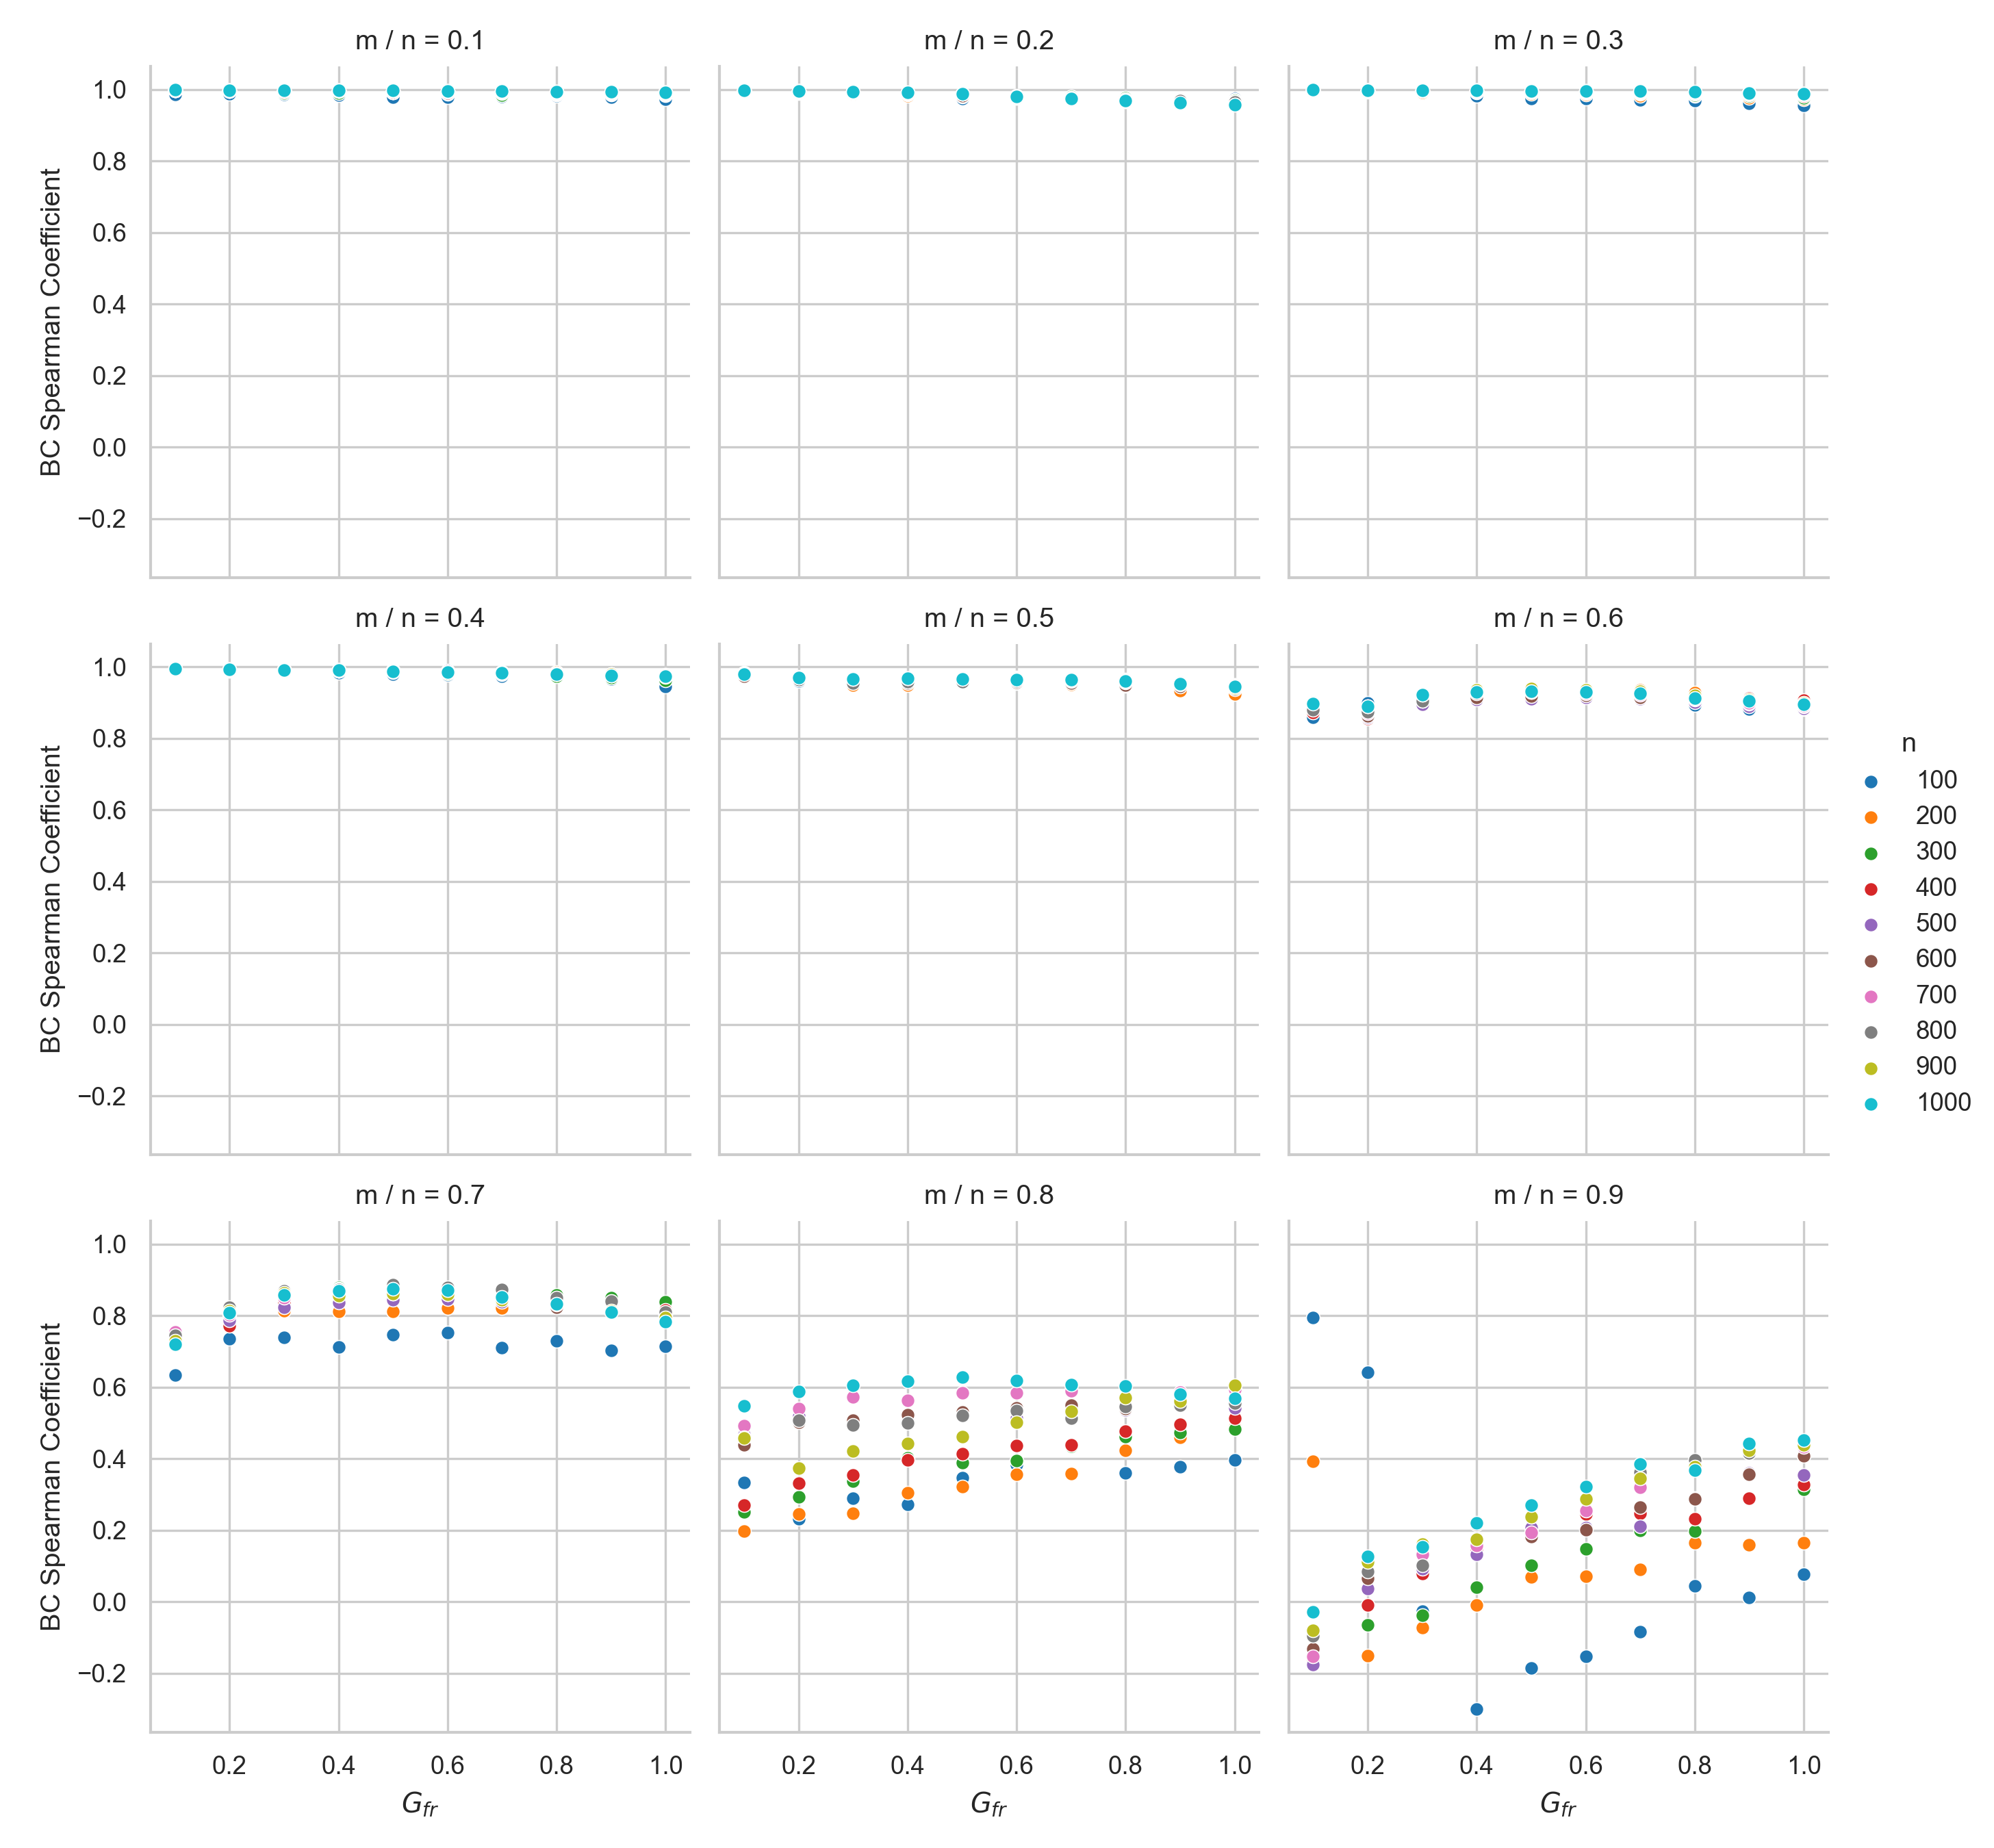 m / n = 0.1
m / n = 0.2
m / n = 0.3
BC Spearman Coefficient
1.0
0.8
0.6
0.4
0.2
0.0
−0.2
m / n = 0.4
m / n = 0.5
m / n = 0.6
BC Spearman Coefficient
1.0
0.8
0.6
0.4
0.2
0.0
−0.2
n
100
200
300
400
500
600
700
800
900
1000
m / n = 0.7
m / n = 0.8
m / n = 0.9
BC Spearman Coefficient
1.0
0.8
0.6
0.4
0.2
0.0
−0.2
0.2 0.4 0.6 0.8 1.0
0.2 0.4 0.6 0.8 1.0
0.2 0.4 0.6 0.8 1.0
G_fr
G_fr
G_fr